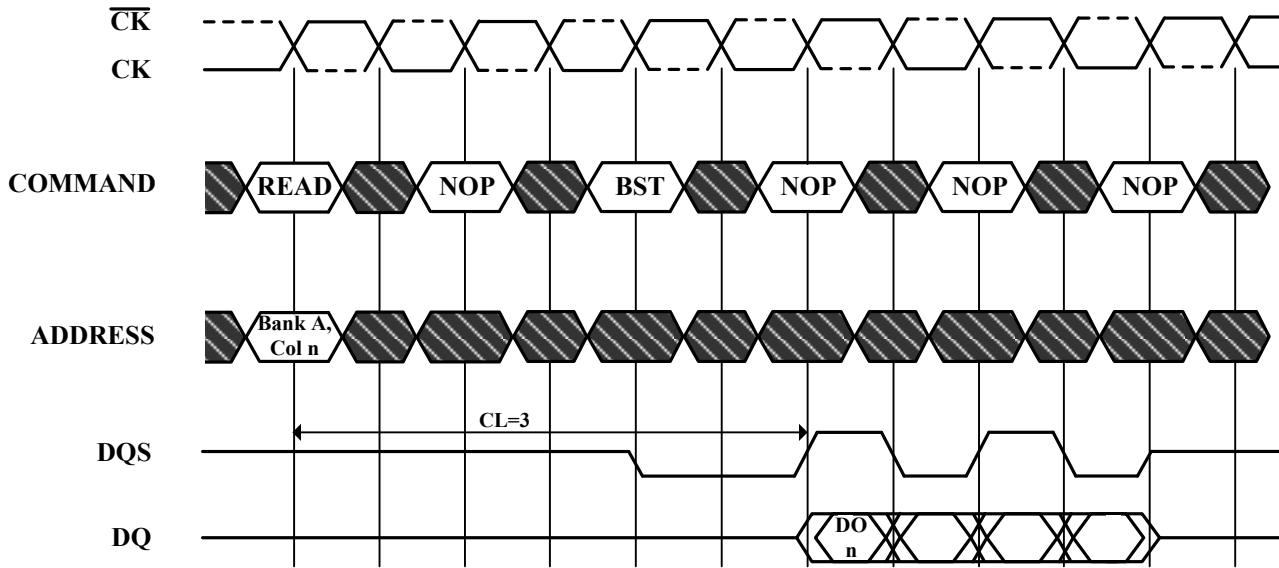 CK
CK
COMMAND
READ NOP BST NOP NOP NOP
ADDRESS
Bank A,
Col n
CL=3
DQS
DQ
DO
n